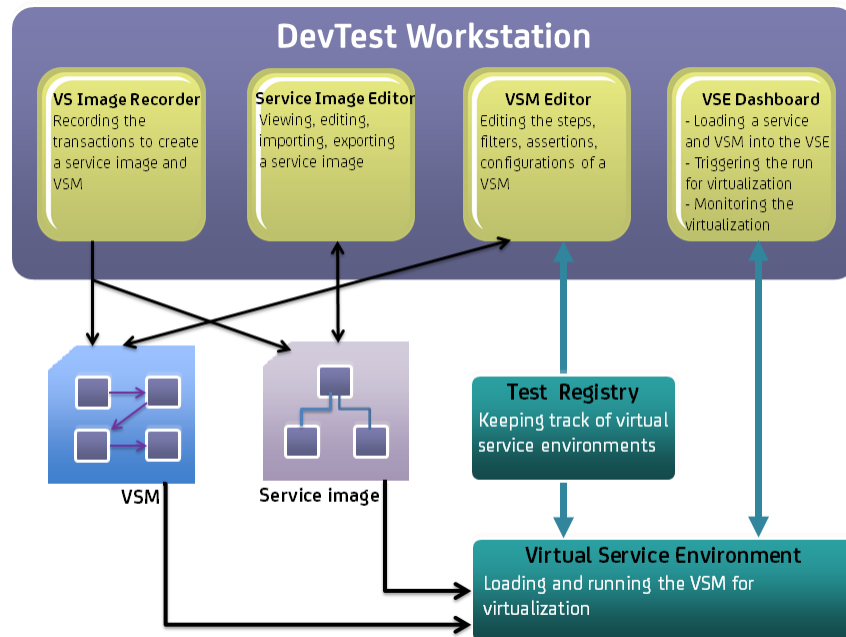 DevTest Workstation
VS Image Recorder
Recording the
transactions to create
a service image and
VSM
Service Image Editor
Viewing, editing,
importing, exporting
a service image
VSM Editor
Editing the steps,
filters, assertions,
configurations of a
VSM
VSE Dashboard
- Loading a service
and VSM into the VSE
- Triggering the run
for virtualization
- Monitoring the
virtualization
VSM
Service image
Test Registry
Keeping track of virtual
service environments
Virtual Service Environment
Loading and running the VSM for
virtualization